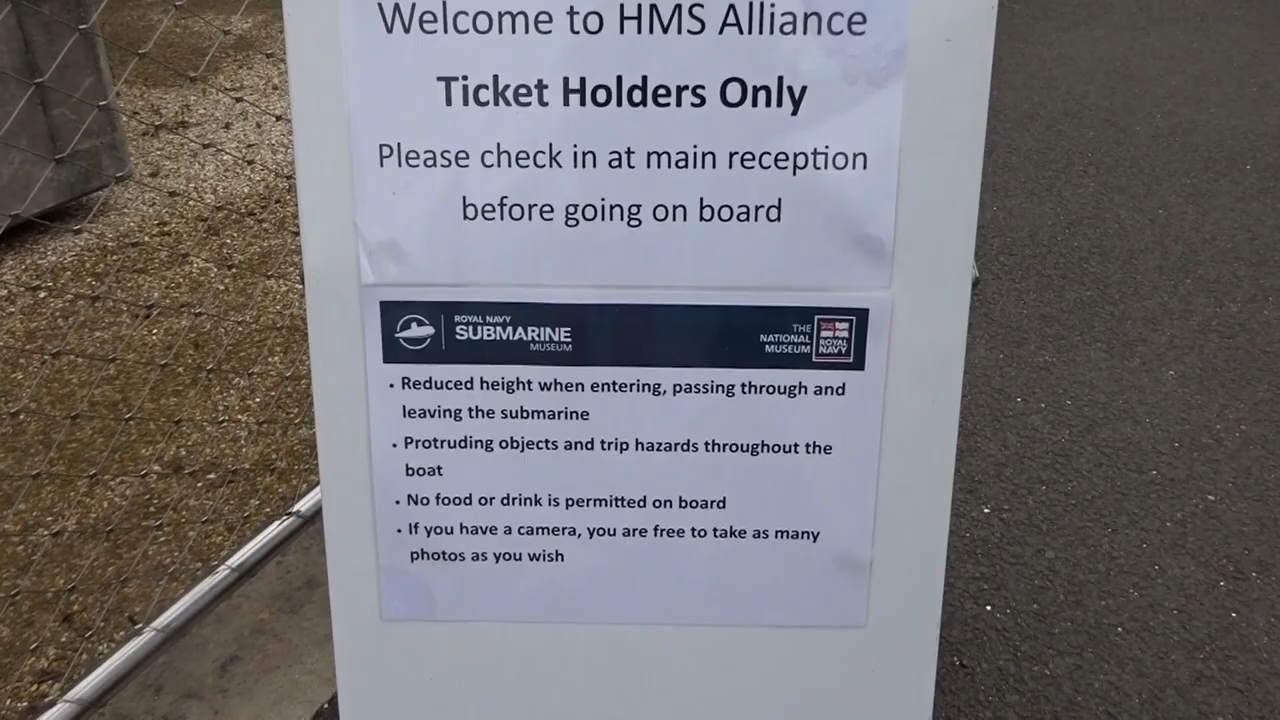 Welcome to HMS Alliance
Ticket Holders Only
Please check in at main reception
before going on board
ROYAL NAVY
SUBMARINE
MUSEUM
THE
NATIONAL
MUSEUM
ROYAL
NAVY
• Reduced height when entering, passing through and
leaving the submarine
• Protruding objects and trip hazards throughout the
boat
• No food or drink is permitted on board
• If you have a camera, you are free to take as many
photos as you wish